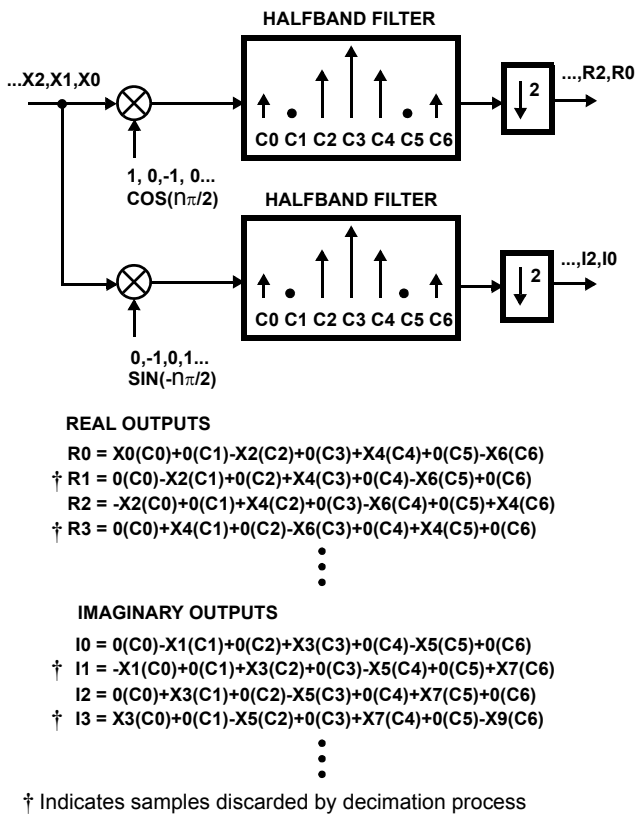 HALFBAND FILTER
...X2,X1,X0
C0 C1 C2 C3 C4 C5 C6
2
...,R2,R0
1, 0,-1, 0...
COS(nπ/2)
HALFBAND FILTER
C0 C1 C2 C3 C4 C5 C6
2
...,I2,I0
0,-1,0,1...
SIN(-nπ/2)
REAL OUTPUTS
R0 = X0(C0)+0(C1)-X2(C2)+0(C3)+X4(C4)+0(C5)-X6(C6)
† R1 = 0(C0)-X2(C1)+0(C2)+X4(C3)+0(C4)-X6(C5)+0(C6)
R2 = -X2(C0)+0(C1)+X4(C2)+0(C3)-X6(C4)+0(C5)+X4(C6)
† R3 = 0(C0)+X4(C1)+0(C2)-X6(C3)+0(C4)+X4(C5)+0(C6)
IMAGINARY OUTPUTS
I0 = 0(C0)-X1(C1)+0(C2)+X3(C3)+0(C4)-X5(C5)+0(C6)
† I1 = -X1(C0)+0(C1)+X3(C2)+0(C3)-X5(C4)+0(C5)+X7(C6)
I2 = 0(C0)+X3(C1)+0(C2)-X5(C3)+0(C4)+X7(C5)+0(C6)
† I3 = X3(C0)+0(C1)-X5(C2)+0(C3)+X7(C4)+0(C5)-X9(C6)
† Indicates samples discarded by decimation process